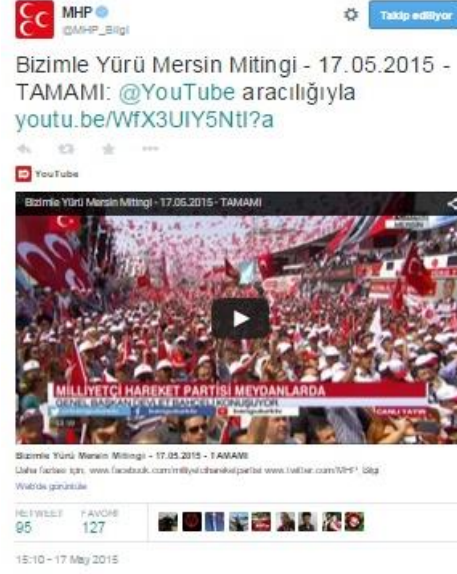 MHP
@MHP_Bilgi
Takip ediliyor
Bizimle Yürü Mersin Mitingi - 17.05.2015 -
TAMAMI: @YouTube aracılığıyla
youtu.be/WfX3UIY5NtI?a
YouTube
Bizimle Yürü Mersin Mitingi - 17.05.2015 - TAMAMI
MERSİN
MİLLİYETÇİ HAREKET PARTİSİ MEYDANLARDA
GENEL BAŞKAN DEVLET BAHÇELİ KONUŞUYOR
CANLI YAYIN
Bizimle Yürü Mersin Mitingi - 17.05.2015 - TAMAMI
Daha fazlası için, www.facebook.com/milliyetcihareketpartisi www.twitter.com/MHP_Bilgi
Web'de görüntüle
RETWEET FAVORİ
95 127
15:10 - 17 May 2015